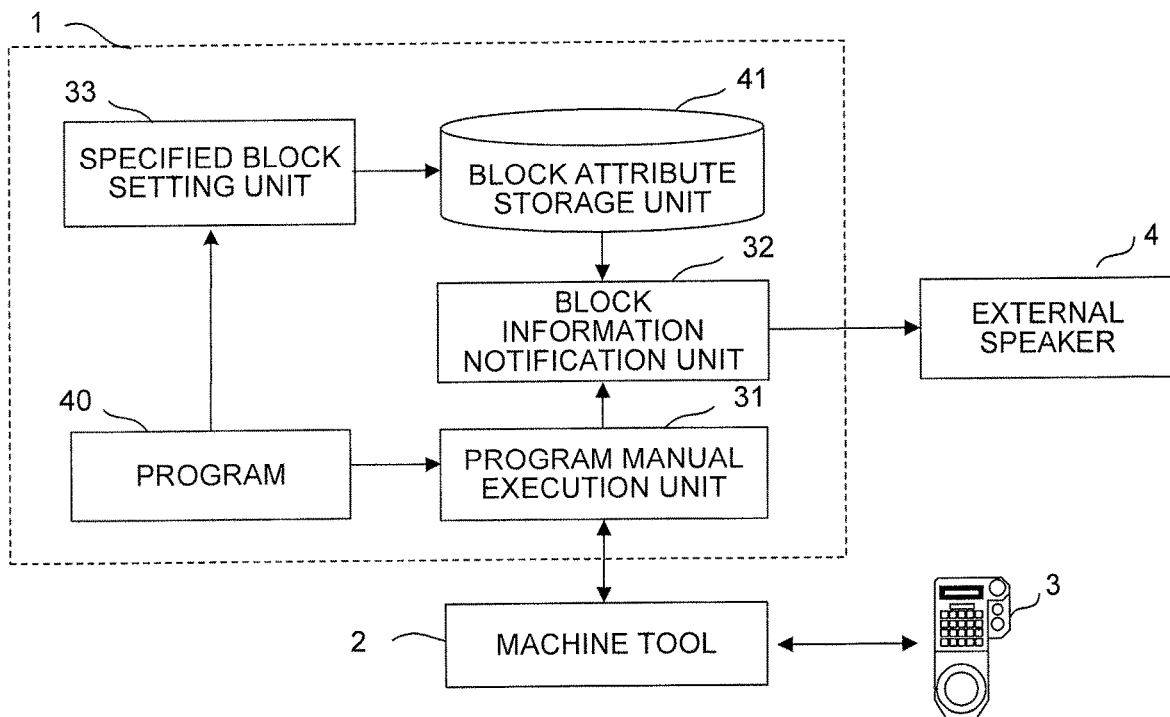 1
33
SPECIFIED BLOCK
SETTING UNIT
41
BLOCK ATTRIBUTE
STORAGE UNIT
32
BLOCK
INFORMATION
NOTIFICATION UNIT
4
EXTERNAL
SPEAKER
40
PROGRAM
31
PROGRAM MANUAL
EXECUTION UNIT
2
MACHINE TOOL
3